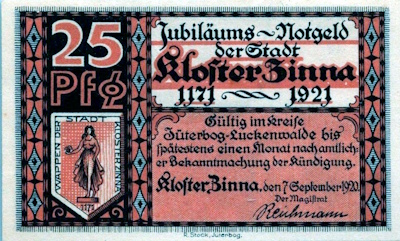 25
Pfg
Jubiläums~Notgeld
der Stadt
Kloster Zinna
1171 1921
WAPPEN DER STADT KLOSTER ZINNA
Gültig im Kreise
Jüterbog-Luckenwalde bis
spätestens einen Monat nach amtlich-
er Bekanntmachung der Kündigung.
Kloster Zinna, den 7 September 1920.
Der Magistrat
A. Stock, Jüterbog.